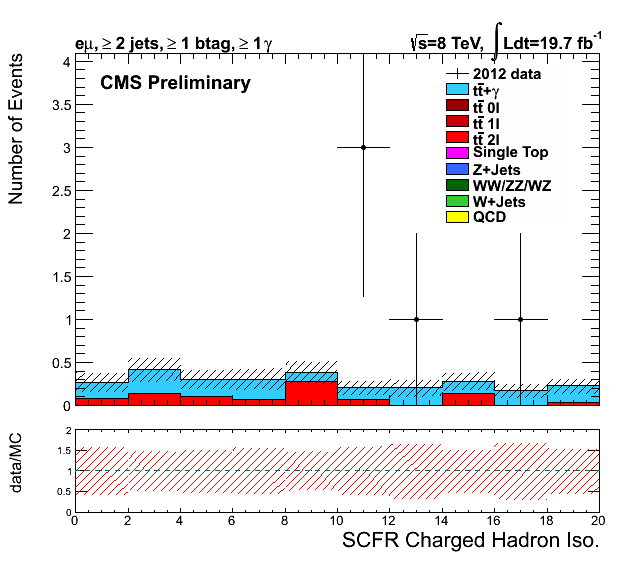 eμ, ≥ 2 jets, ≥ 1 btag, ≥ 1γ
√s=8 TeV, ∫Ldt=19.7 fb⁻¹
CMS Preliminary
Number of Events
4
3.5
3
2.5
2
1.5
1
0.5
0
2012 data
tt̄+γ
tt̄ 0l
tt̄ 1l
tt̄ 2l
Single Top
Z+Jets
WW/ZZ/WZ
W+Jets
QCD
data/MC
2
1.5
1
0.5
0
0 2 4 6 8 10 12 14 16 18 20
SCFR Charged Hadron Iso.